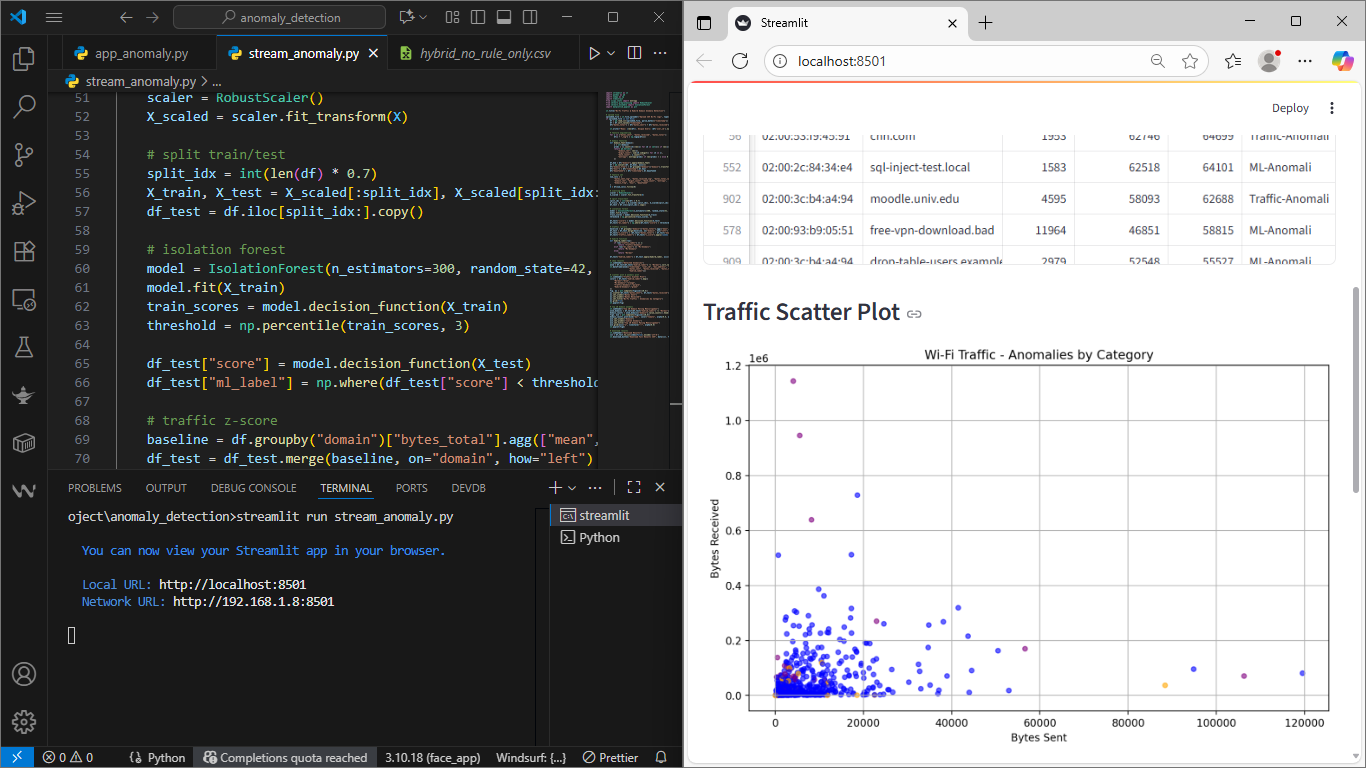 anomaly_detection
app_anomaly.py
stream_anomaly.py
hybrid_no_rule_only.csv
stream_anomaly.py > ...
51 scaler = RobustScaler()
52 X_scaled = scaler.fit_transform(X)
53
54 # split train/test
55 split_idx = int(len(df) * 0.7)
56 X_train, X_test = X_scaled[:split_idx], X_scaled[split_idx:
57 df_test = df.iloc[split_idx:].copy()
58
59 # isolation forest
60 model = IsolationForest(n_estimators=300, random_state=42,
61 model.fit(X_train)
62 train_scores = model.decision_function(X_train)
63 threshold = np.percentile(train_scores, 3)
64
65 df_test["score"] = model.decision_function(X_test)
66 df_test["ml_label"] = np.where(df_test["score"] < threshold
67
68 # traffic z-score
69 baseline = df.groupby("domain")["bytes_total"].agg(["mean",
70 df_test = df_test.merge(baseline, on="domain", how="left")
PROBLEMS OUTPUT DEBUG CONSOLE TERMINAL PORTS DEVDB
oject\anomaly_detection>streamlit run stream_anomaly.py
You can now view your Streamlit app in your browser.
Local URL: http://localhost:8501
Network URL: http://192.168.1.8:8501
streamlit
Python
0 0 {} Python Completions quota reached 3.10.18 (face_app) Windsurf: {...} Prettier
Streamlit
localhost:8501
Deploy
56 02:00:53:f9:45:91 cnn.com 1953 62746 64699 Traffic-Anomali
552 02:00:2c:84:34:e4 sql-inject-test.local 1583 62518 64101 ML-Anomali
902 02:00:3c:b4:a4:94 moodle.univ.edu 4595 58093 62688 Traffic-Anomali
578 02:00:93:b9:05:51 free-vpn-download.bad 11964 46851 58815 ML-Anomali
909 02:00:3c:b4:a4:94 drop-table-users.example 2979 52548 55527 ML-Anomali
Traffic Scatter Plot
Wi-Fi Traffic - Anomalies by Category
1e6
1.2
1.0
0.8
0.6
0.4
0.2
0.0
Bytes Received
0 20000 40000 60000 80000 100000 120000
Bytes Sent